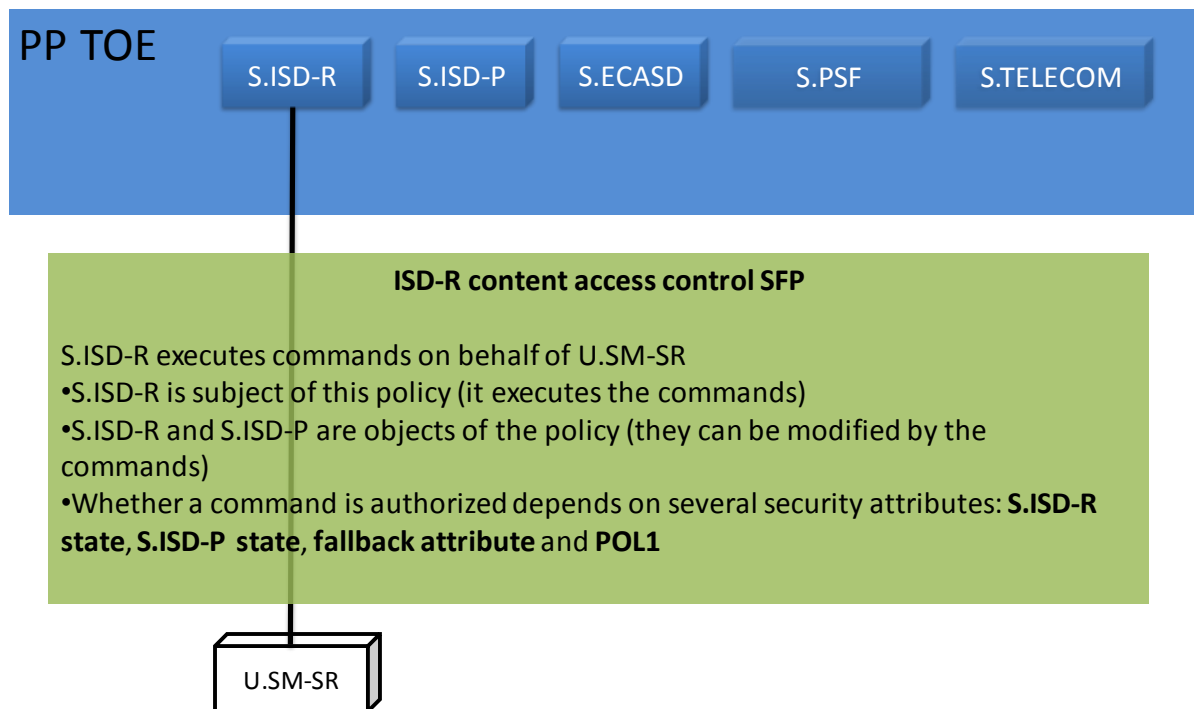 PP TOE
S.ISD-R
S.ISD-P
S.ECASD
S.PSF
S.TELECOM
ISD-R content access control SFP
S.ISD-R executes commands on behalf of U.SM-SR
•S.ISD-R is subject of this policy (it executes the commands)
•S.ISD-R and S.ISD-P are objects of the policy (they can be modified by the
commands)
•Whether a command is authorized depends on several security attributes: S.ISD-R
state, S.ISD-P state, fallback attribute and POL1
U.SM-SR